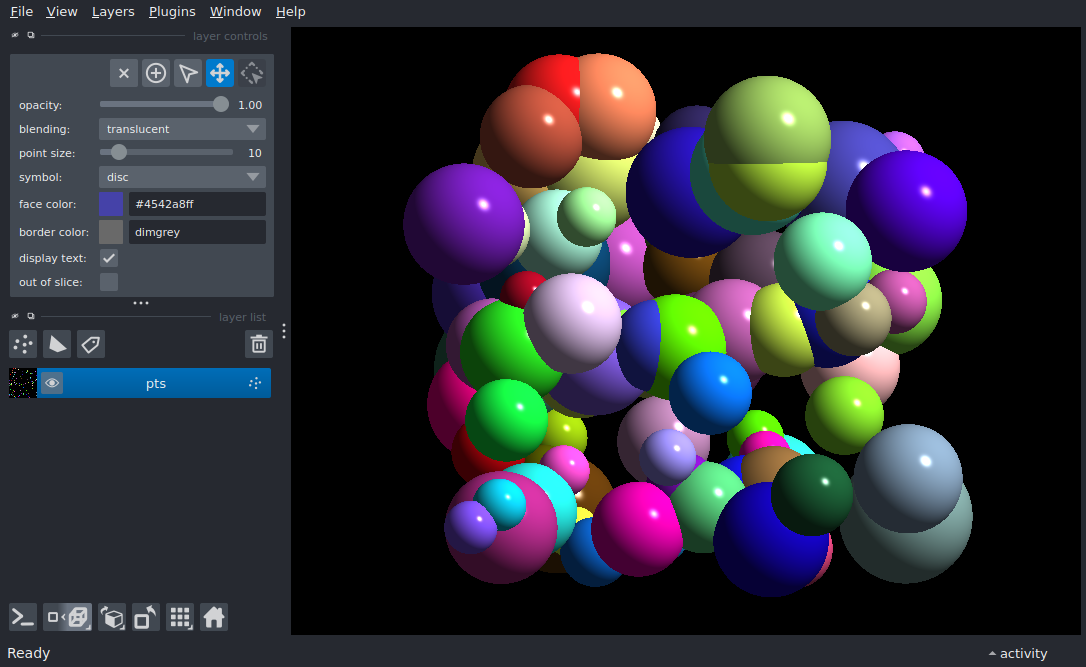 File View Layers Plugins Window Help
layer controls
opacity: 1.00
blending: translucent
point size: 10
symbol: disc
face color: #4542a8ff
border color: dimgrey
display text:
out of slice:
layer list
pts
Ready activity